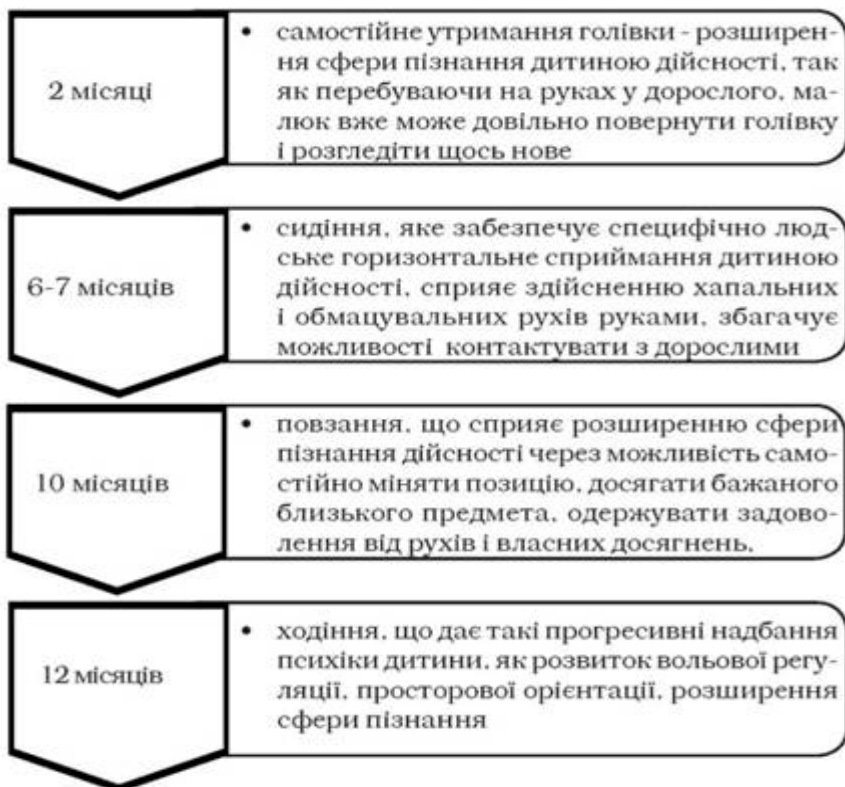 2 місяці
• самостійне утримання голівки - розширен-
ня сфери пізнання дитиною дійсності, так
як перебуваючи на руках у дорослого, ма-
люк вже може довільно повернути голівку
і розгледіти щось нове
6-7 місяців
• сидіння, яке забезпечує специфічно люд-
ське горизонтальне сприймання дитиною
дійсності, сприяє здійсненню хапальних
і обмацувальних рухів руками, збагачує
можливості контактувати з дорослими
10 місяців
• повзання, що сприяє розширенню сфери
пізнання дійсності через можливість само-
стійно міняти позицію, досягати бажаного
близького предмета, одержувати задово-
лення від рухів і власних досягнень,
12 місяців
• ходіння, що дає такі прогресивні надбання
психіки дитини, як розвиток вольової регу-
ляції, просторової орієнтації, розширення
сфери пізнання